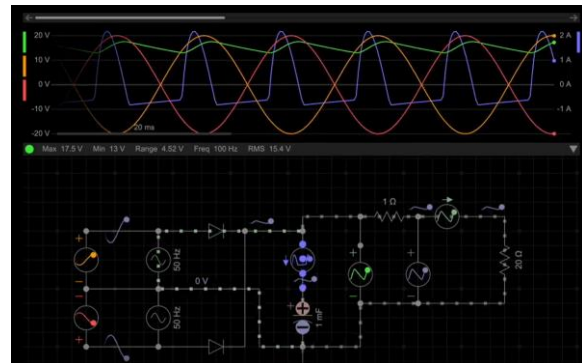 20 V
2 A
10 V
1 A
0 V
0 A
-10 V
-1 A
-20 V
20 ms
Max 17.5 V Min 13 V Range 4.52 V Freq 100 Hz RMS 15.4 V
1 Ω
+
50 Hz
+
+
20 Ω
−
0 V
−
+
−
−
1 mF
50 Hz
+